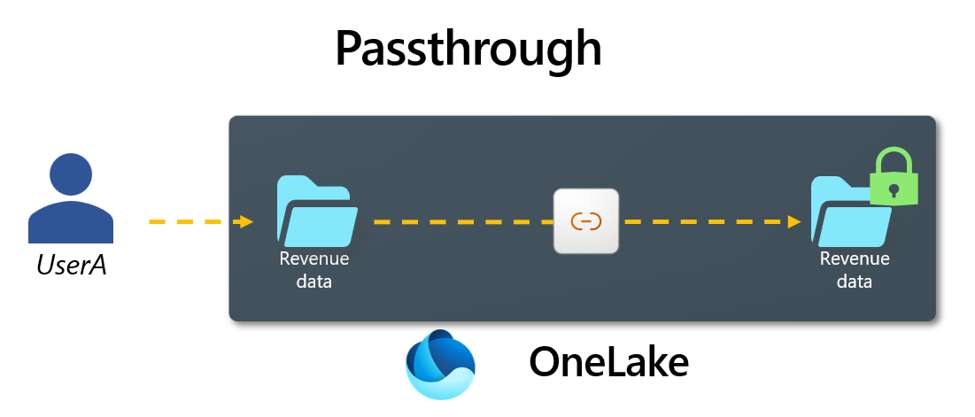 Passthrough
UserA
Revenue
data
Revenue
data
OneLake